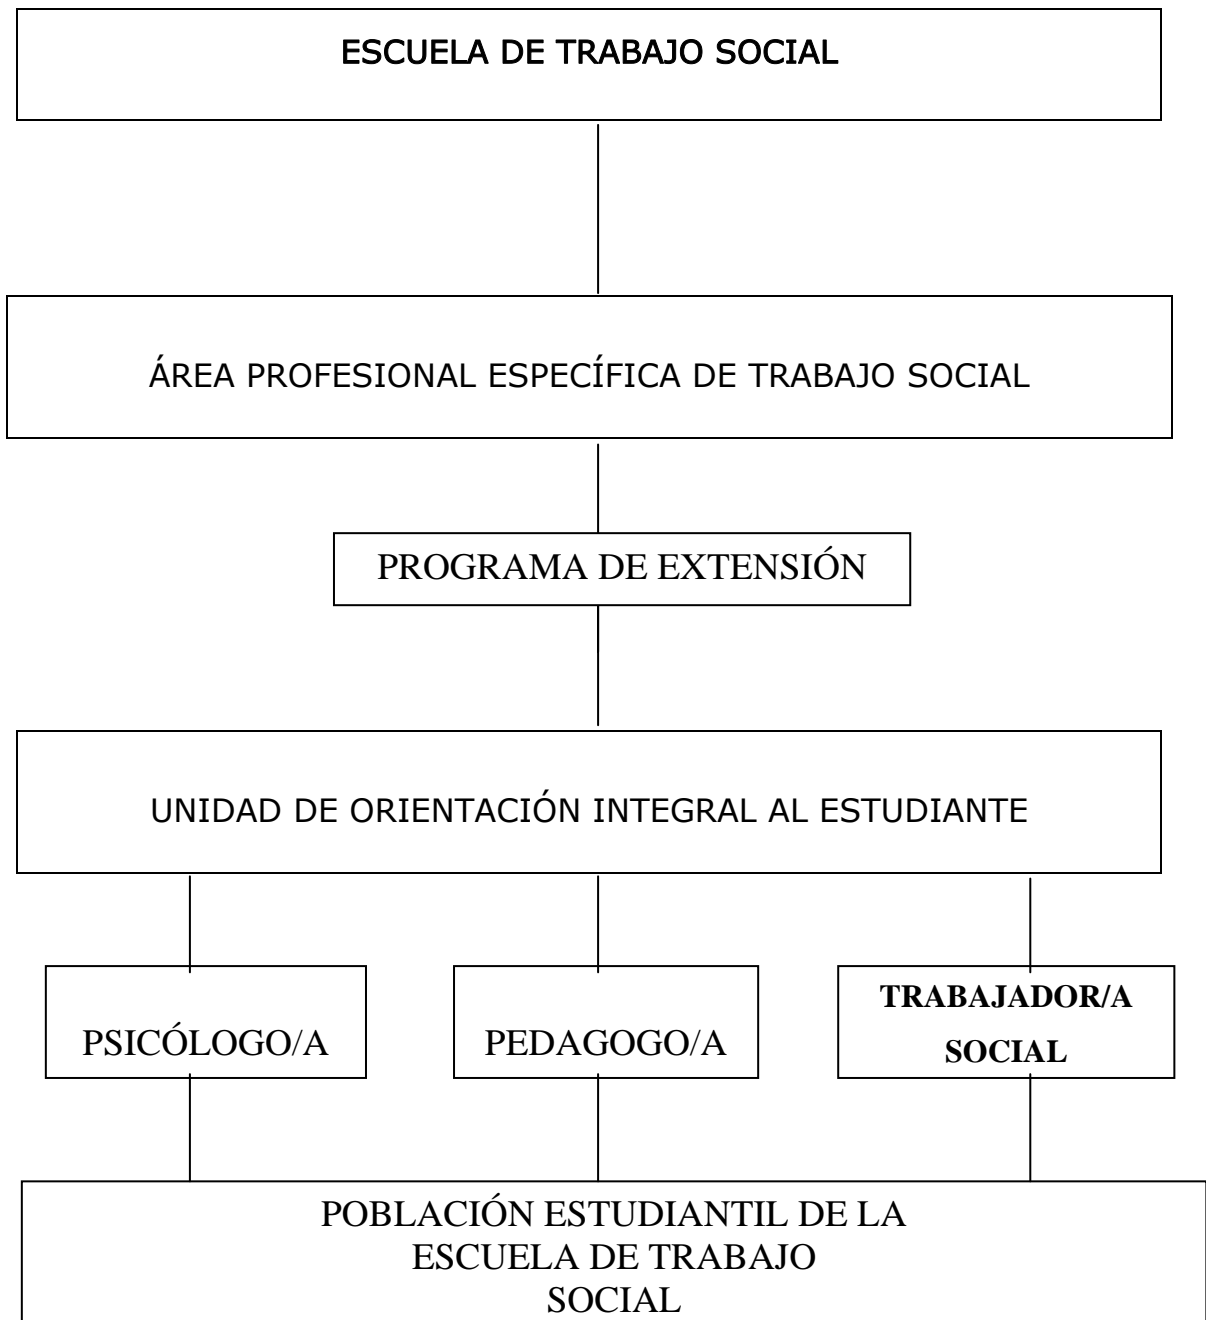 ESCUELA DE TRABAJO SOCIAL
ÁREA PROFESIONAL ESPECÍFICA DE TRABAJO SOCIAL
PROGRAMA DE EXTENSIÓN
UNIDAD DE ORIENTACIÓN INTEGRAL AL ESTUDIANTE
PSICÓLOGO/A
PEDAGOGO/A
TRABAJADOR/A
SOCIAL
POBLACIÓN ESTUDIANTIL DE LA
ESCUELA DE TRABAJO
SOCIAL